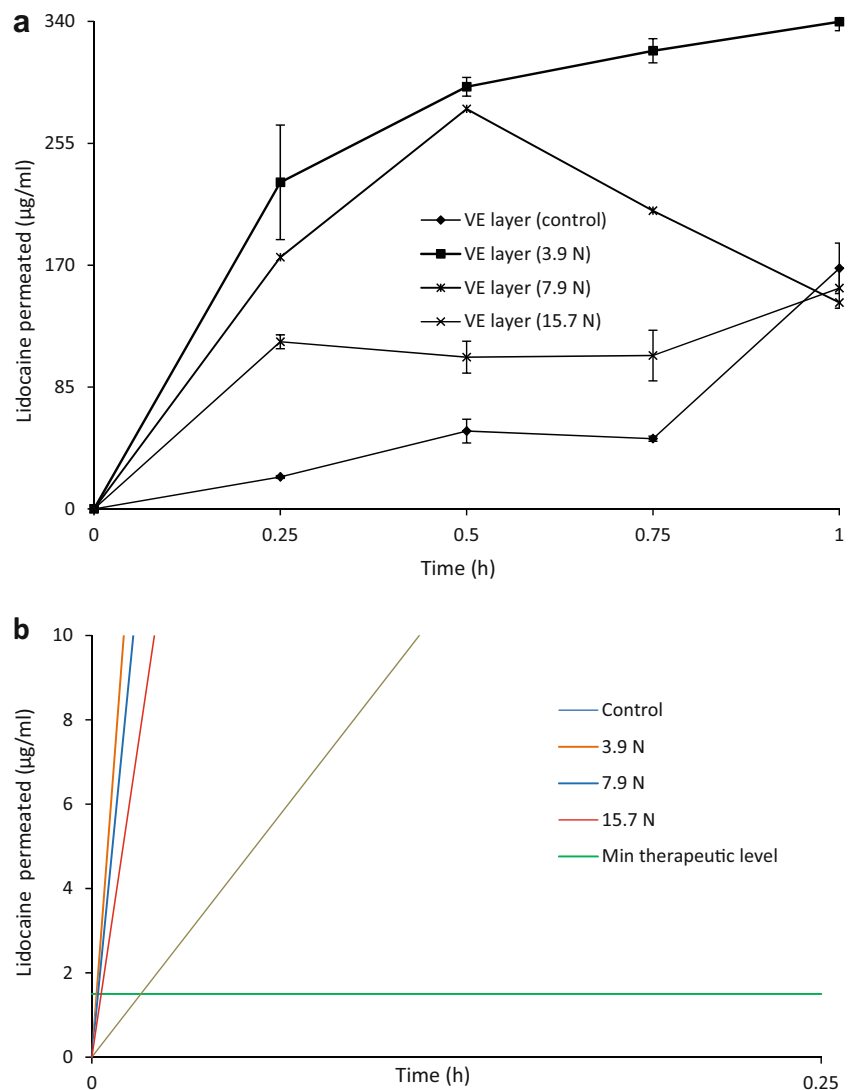 a
340
255
170
85
0
Lidocaine permeated (µg/ml)
VE layer (control)
VE layer (3.9 N)
VE layer (7.9 N)
VE layer (15.7 N)
0
0.25
0.5
0.75
1
Time (h)
b
10
8
6
4
2
0
Lidocaine permeated (µg/ml)
Control
3.9 N
7.9 N
15.7 N
Min therapeutic level
0
Time (h)
0.25